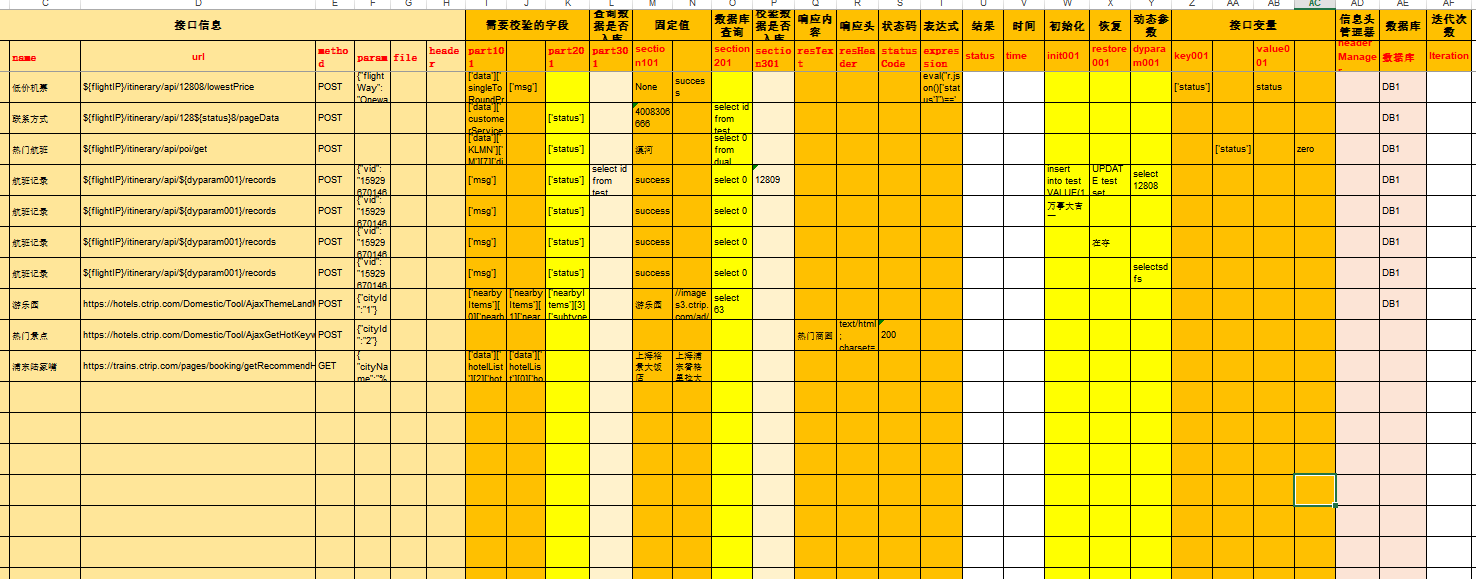 C D E F G H I J K L M N O P Q R S T U V W X Y Z AA AB AC AD AE AF
接口信息 需要校验的字段 查询数据是否入库 固定值 数据库查询 校验数据是否入库 响应内容 响应头 状态码 表达式 结果 时间 初始化 恢复 动态参数 接口变量 信息头管理器 数据库 迭代次数
name url method param file header part101 part201 part301 section101 section201 section301 resText resHeader statusCode expression status time init001 restore001 dyparam001 key001 value001 headerManager 数据库 Iteration
低价机票 ${flightIP}/itinerary/api/12808/lowestPrice POST {"flightWay": "Onewa ['data']['singleToRoundPr ['msg'] None success eval("r.json()['status']")==' ['status'] status DB1
联系方式 ${flightIP}/itinerary/api/128${status}8/pageData POST ['data']['customerService ['status'] 4008306666 select id from test DB1
热门航班 ${flightIP}/itinerary/api/poi/get POST ['data']['KLMN']['M'][7]['di ['status'] 漠河 select 0 from dual ['status'] zero DB1
航班记录 ${flightIP}/itinerary/api/${dyparam001}/records POST {"vid": "15929670146 ['msg'] ['status'] select id from test success select 0 12809 insert into test VALUE(1 UPDATE test set select 12808 DB1
航班记录 ${flightIP}/itinerary/api/${dyparam001}/records POST {"vid": "15929670146 ['msg'] ['status'] success select 0 万事大吉一 DB1
航班记录 ${flightIP}/itinerary/api/${dyparam001}/records POST {"vid": "15929670146 ['msg'] ['status'] success select 0 在存 DB1
航班记录 ${flightIP}/itinerary/api/${dyparam001}/records POST {"vid": "15929670146 ['msg'] ['status'] success select 0 selectsdfs DB1
游乐园 https://hotels.ctrip.com/Domestic/Tool/AjaxThemeLandM POST {"cityId":"1"} ['nearbyItems'][0]['nearb ['nearbyItems'][1]['near ['nearbyItems'][3]['subtype 游乐园 //images3.ctrip.com/ad/ select 63 DB1
热门景点 https://hotels.ctrip.com/Domestic/Tool/AjaxGetHotKeyw POST {"cityId":"2"} 热门商圈 text/html; charset= 200
浦东陆家嘴 https://trains.ctrip.com/pages/booking/getRecommendH GET {"cityName":"% ['data']['hotelList'][2]['hot ['data']['hotelList'][0]['ho 上海裕景大饭店 上海浦东香格里拉大